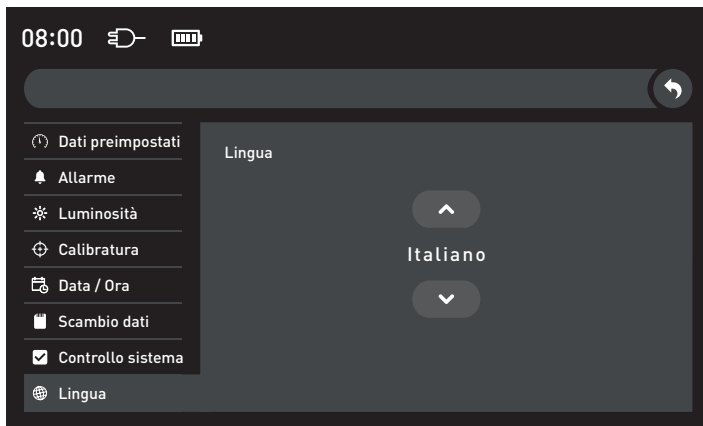 08:00
Dati preimpostati
Allarme
Luminosità
Calibratura
Data / Ora
Scambio dati
Controllo sistema
Lingua
Lingua
Italiano